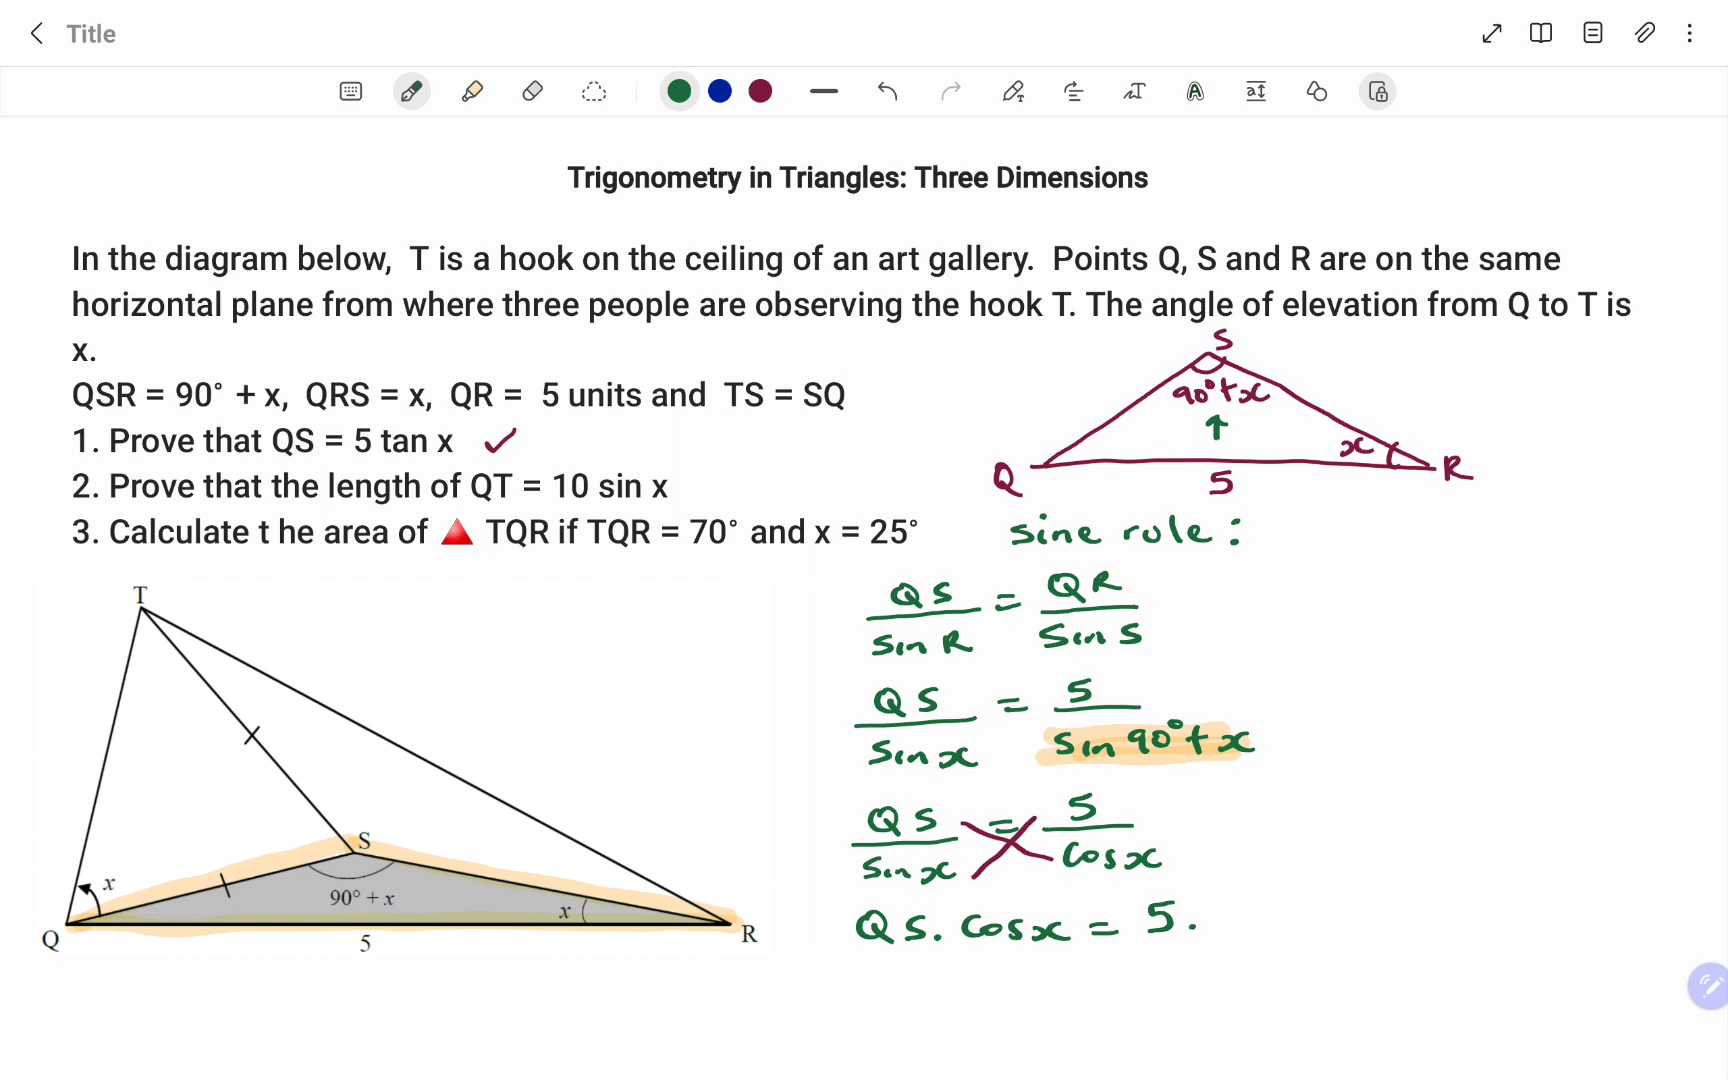 Title
Trigonometry in Triangles: Three Dimensions
In the diagram below, T is a hook on the ceiling of an art gallery. Points Q, S and R are on the same
horizontal plane from where three people are observing the hook T. The angle of elevation from Q to T is
x.
QSR = 90° + x, QRS = x, QR = 5 units and TS = SQ
1. Prove that QS = 5 tan x ✓
2. Prove that the length of QT = 10 sin x
3. Calculate t he area of 🔺 TQR if TQR = 70° and x = 25°
S
90° + x
↑
x
Q
5
R
sine rule :
QS / sin R = QR / sin S
QS / sin x = 5 / sin 90° + x
QS / sin x = 5 / cos x
QS . cos x = 5 .
T
S
x
90° + x
x
Q
5
R